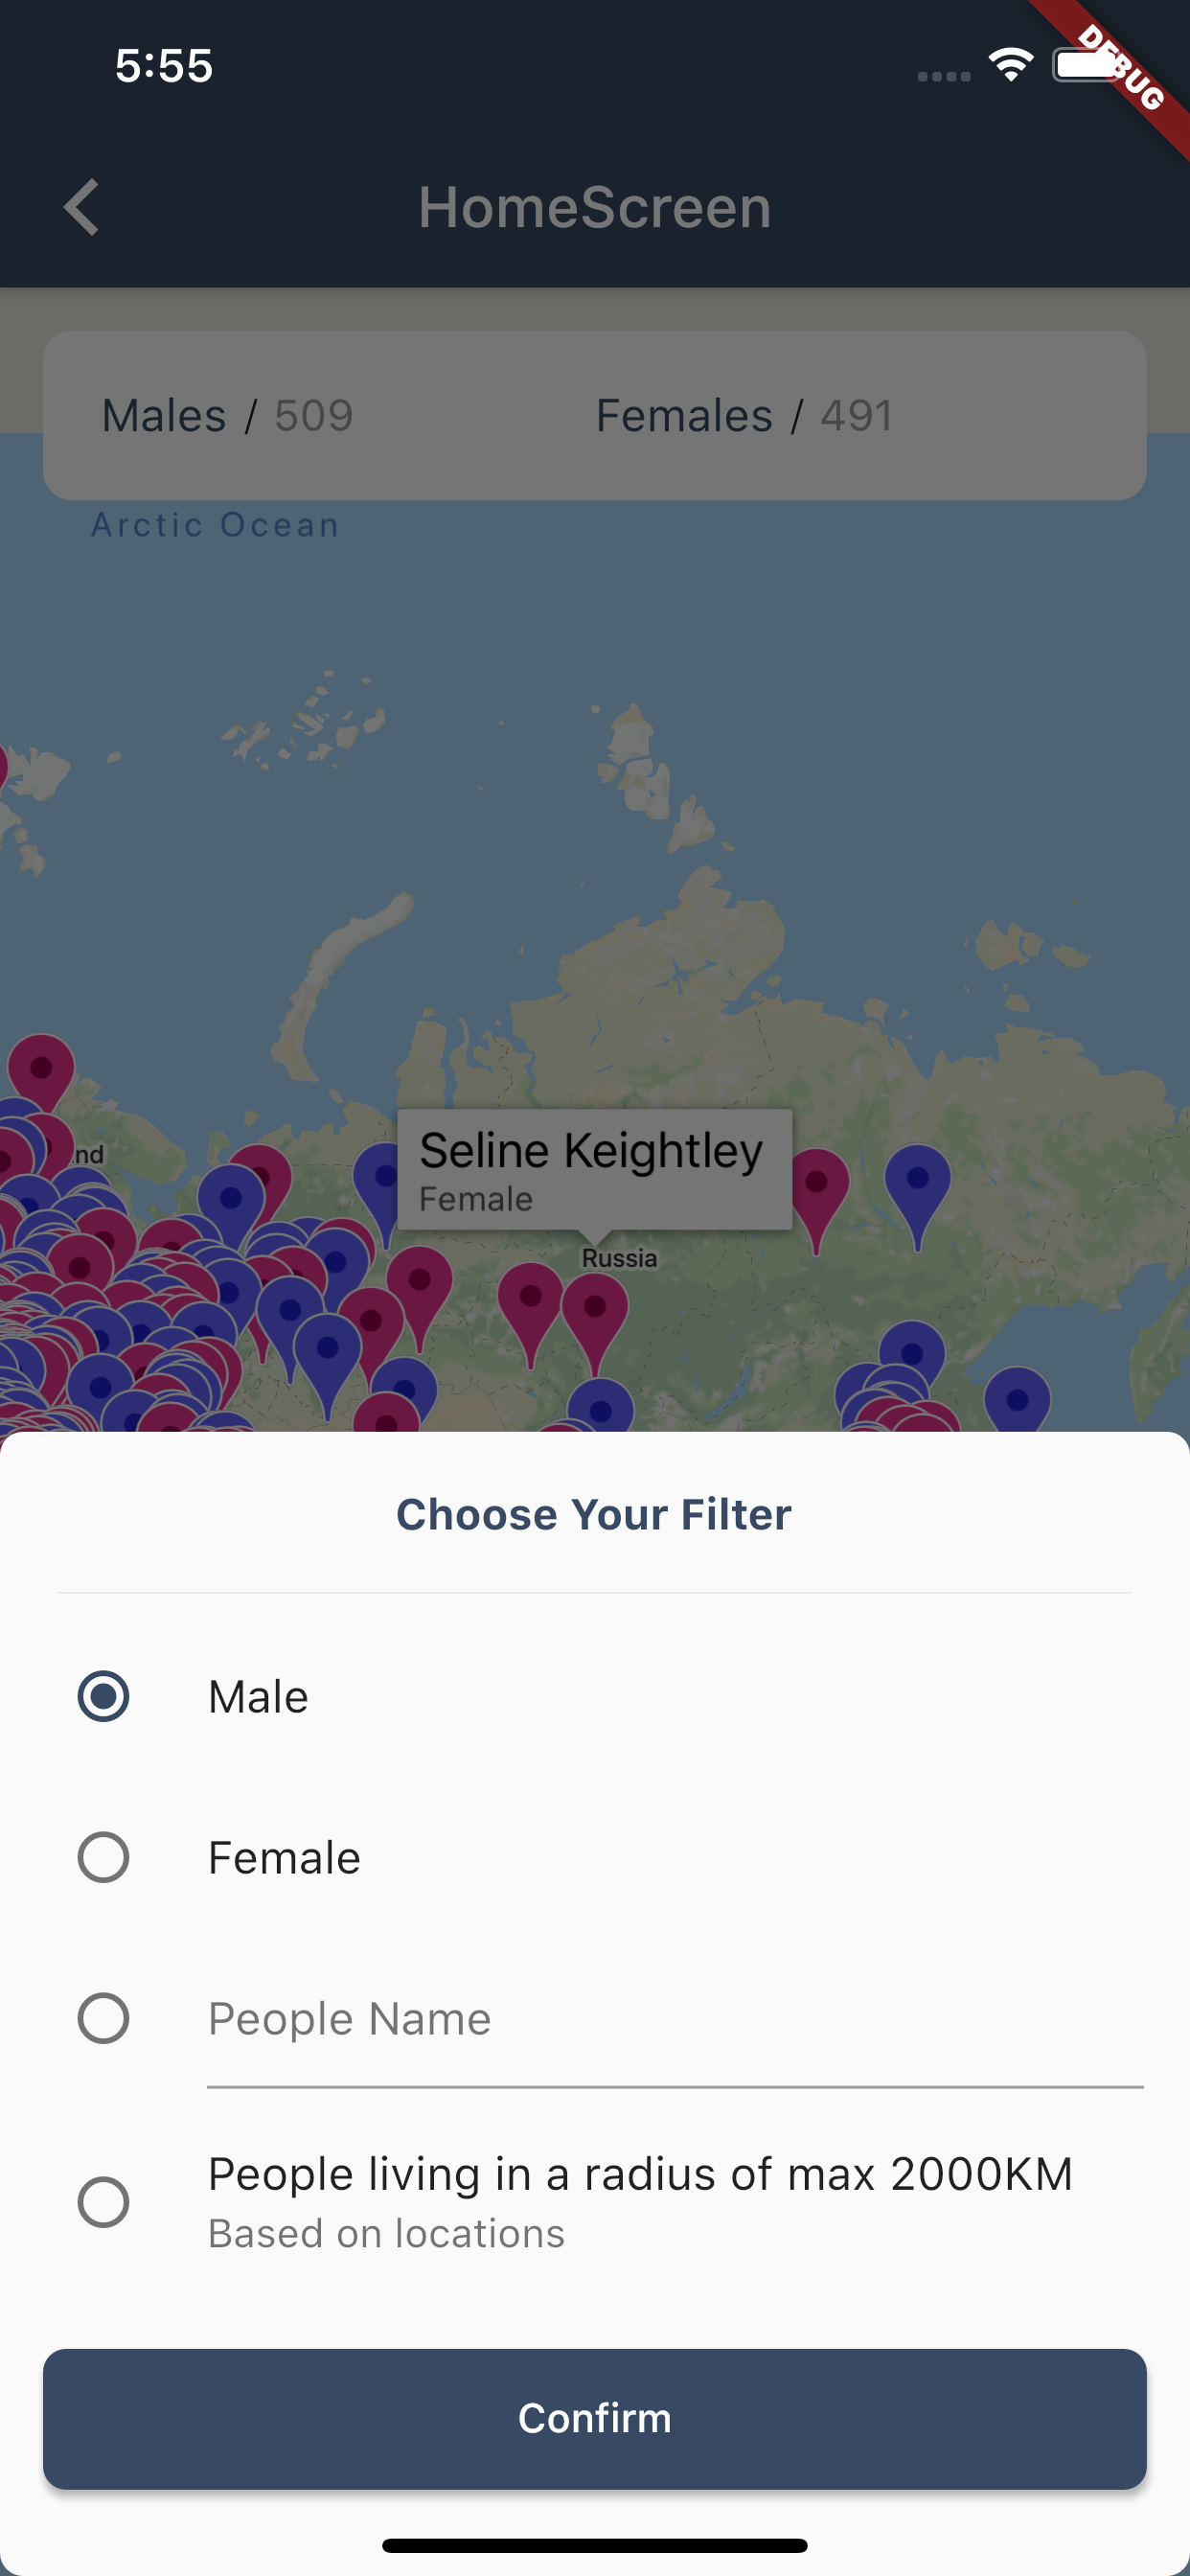 5:55
DEBUG
HomeScreen
Males / 509
Females / 491
Arctic Ocean
nd
Seline Keightley
Female
Russia
Choose Your Filter
Male
Female
People Name
People living in a radius of max 2000KM
Based on locations
Confirm